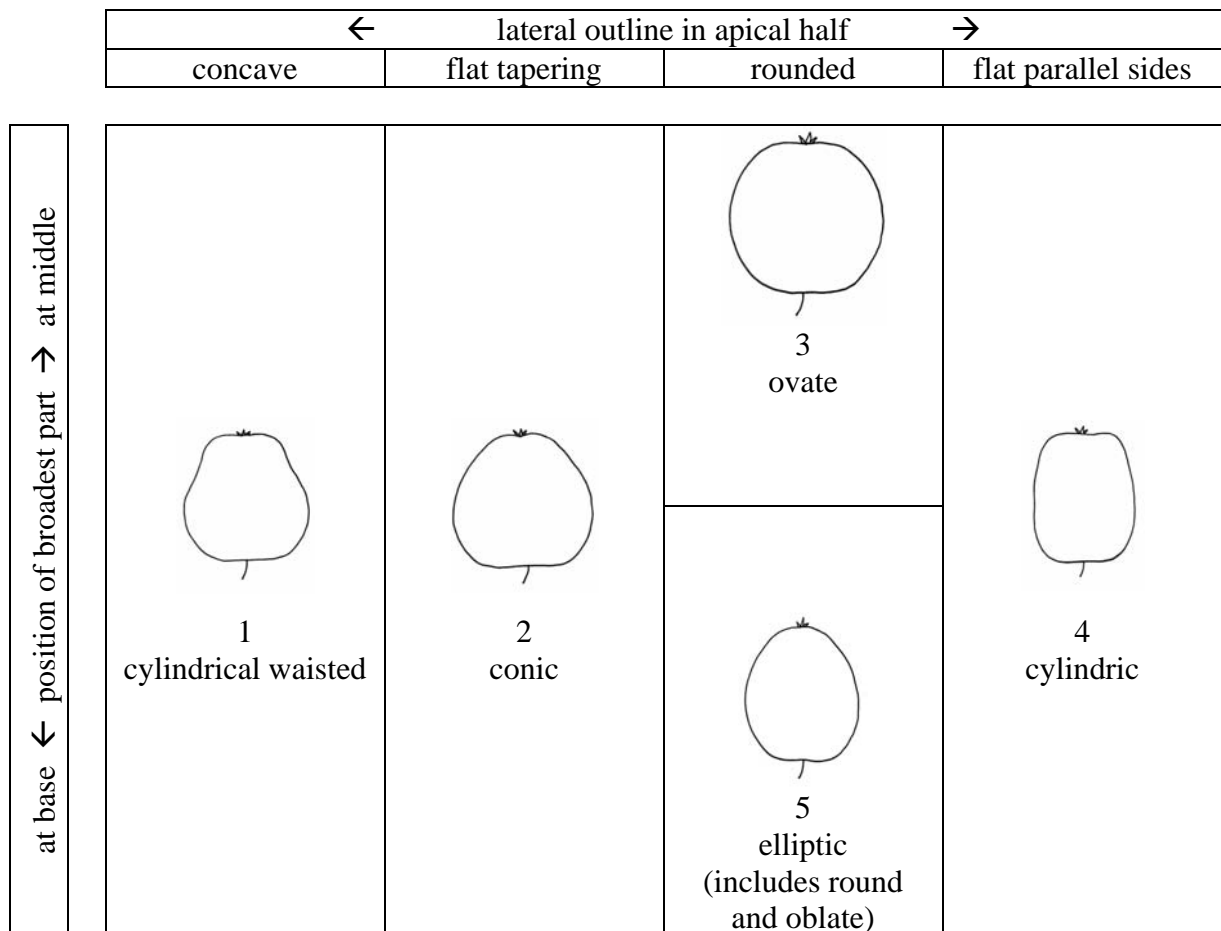 ← lateral outline in apical half →
concave flat tapering rounded flat parallel sides
at base ← position of broadest part → at middle
3
ovate
1
cylindrical waisted
2
conic
4
cylindric
5
elliptic
(includes round
and oblate)